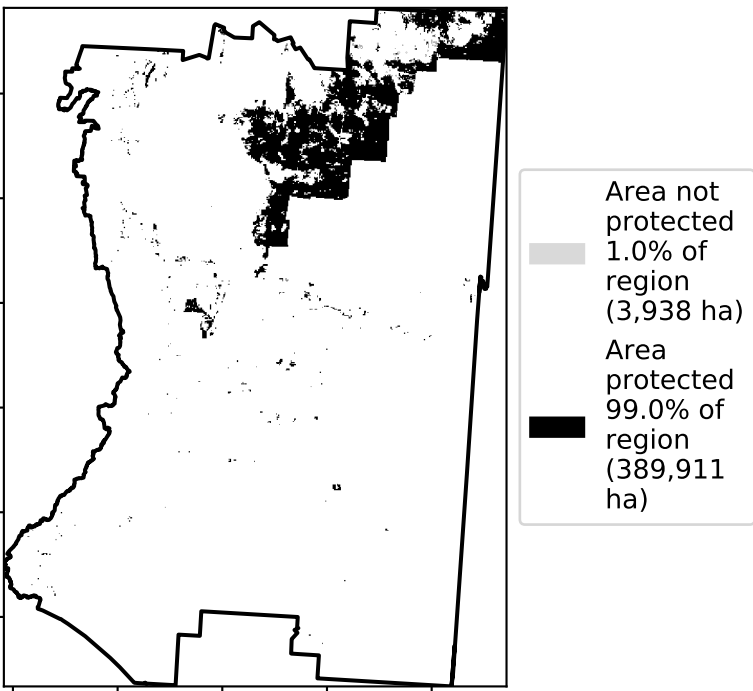 Area not
protected
1.0% of
region
(3,938 ha)
Area
protected
99.0% of
region
(389,911
ha)